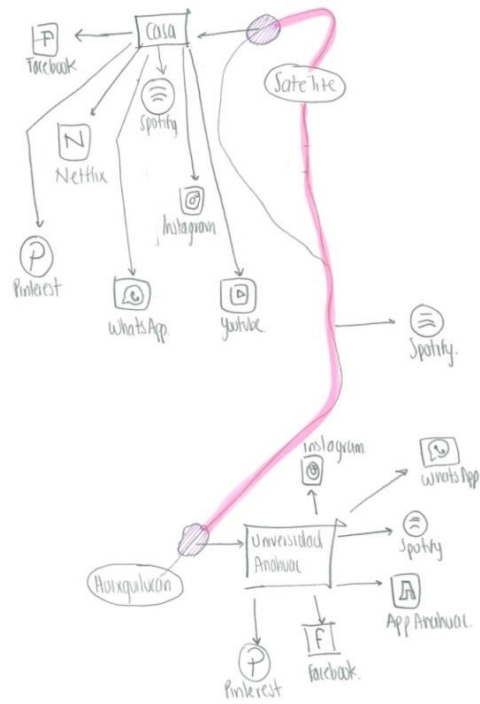 Casa
Facebook
Spotify
Netflix
Instagram
Pinterest
WhatsApp.
Youtube.
Satelite
Spotify.
instagram
WhatsApp
Universidad
Anahuac
Spotify
Huixquilucan
App Anahuac.
Facebook.
Pinterest